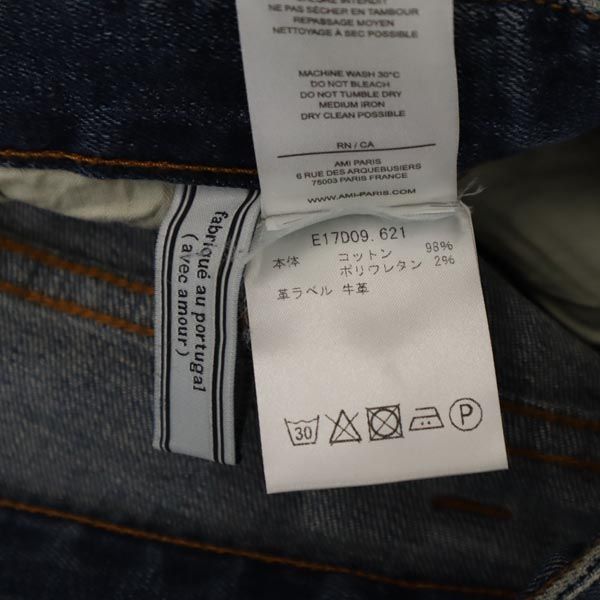 NE PAS SÉCHER EN TAMBOUR
REPASSAGE MOYEN
NETTOYAGE À SEC POSSIBLE
MACHINE WASH 30°C
DO NOT BLEACH
DO NOT TUMBLE DRY
MEDIUM IRON
DRY CLEAN POSSIBLE
RN / CA
AMI PARIS
6 RUE DES ARQUEBUSIERS
75003 PARIS FRANCE
WWW.AMI-PARIS.COM
fabriqué au portugal
(avec amour)
E17D09.621
本体 コットン 98%
ポリウレタン 2%
革ラベル 牛革
30 P